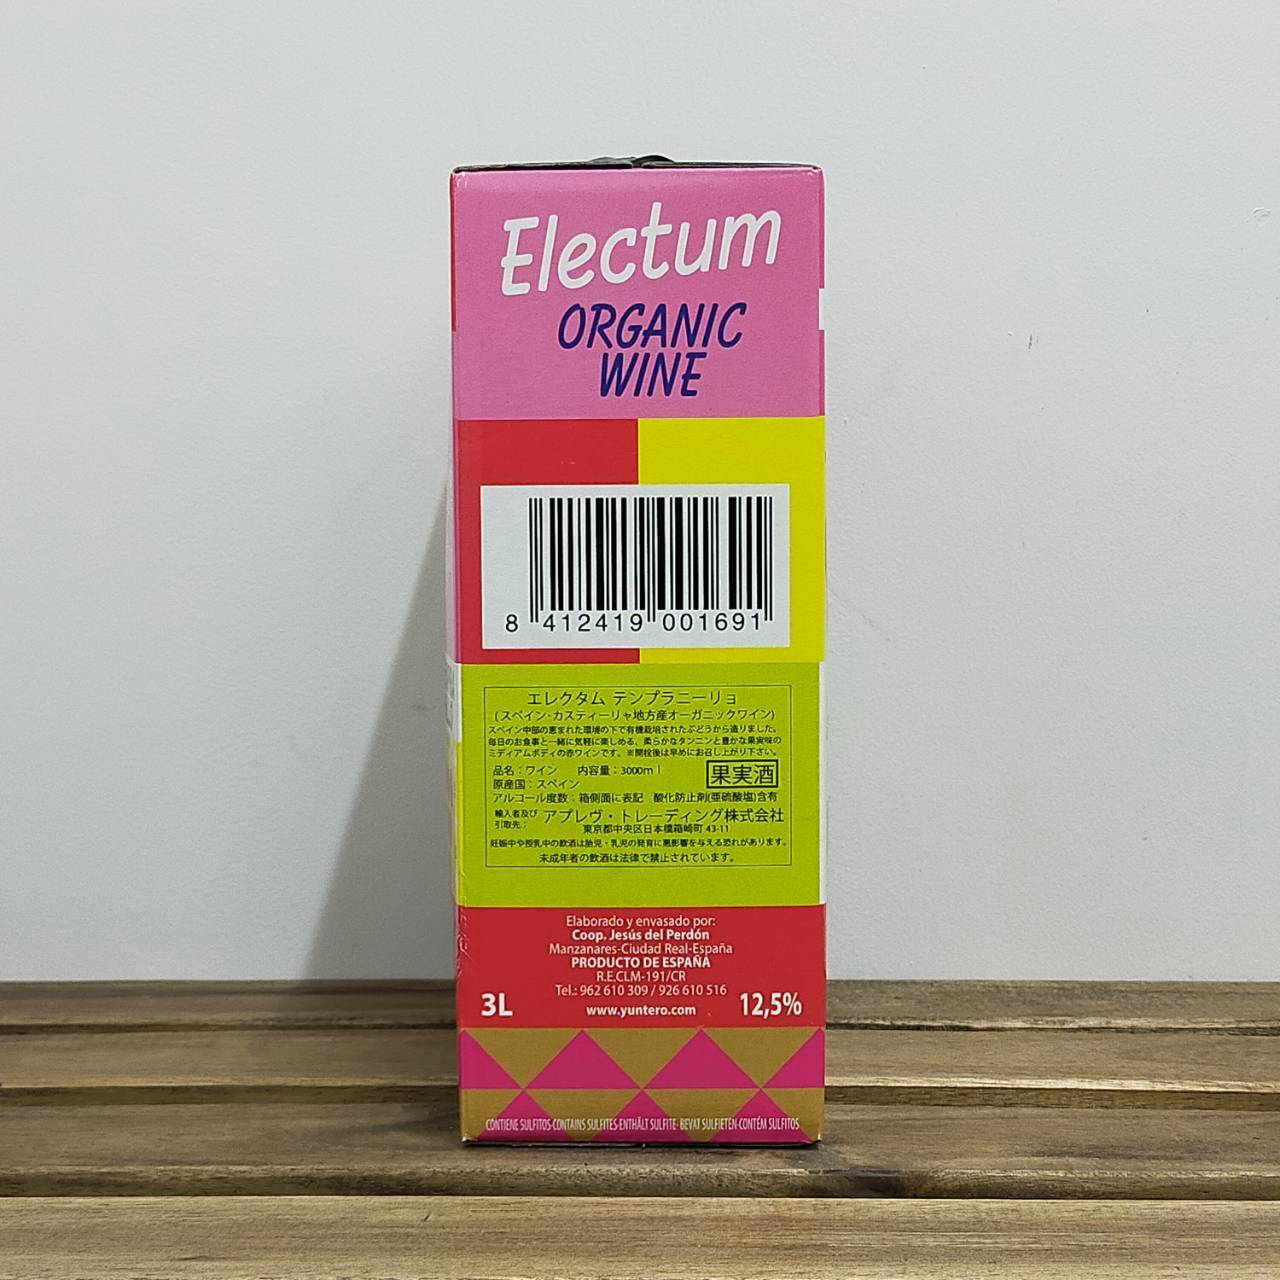 Electum
ORGANIC
WINE
8 412419 001691
エレクタム テンプラニーリョ
(スペイン･カスティーリャ地方産オーガニックワイン)
スペイン中部の恵まれた環境の下で有機栽培されたぶどうから造りました。
毎日のお食事と一緒に気軽に楽しめる、柔らかなタンニンと豊かな果実味の
ミディアムボディの赤ワインです。※開栓後は早めにお召し上がり下さい。
品名：ワイン 内容量：3000ml 果実酒
原産国：スペイン
アルコール度数：箱側面に表記 酸化防止剤(亜硫酸塩)含有
輸入者及び引取先： アプレヴ・トレーディング株式会社
東京都中央区日本橋箱崎町 43-11
妊娠中や授乳中の飲酒は胎児・乳児の発育に悪影響を与える恐れがあります。
未成年者の飲酒は法律で禁止されています。
Elaborado y envasado por:
Coop. Jesús del Perdón
Manzanares-Ciudad Real-España
PRODUCTO DE ESPAÑA
R.E.CLM-191/CR
Tel.: 962 610 309 / 926 610 516
3L www.yuntero.com 12,5%
CONTIENE SULFITOS-CONTAINS SULFITES-ENTHÄLT SULFITE- BEVAT SULFIETEN-CONTÉM SULFITOS